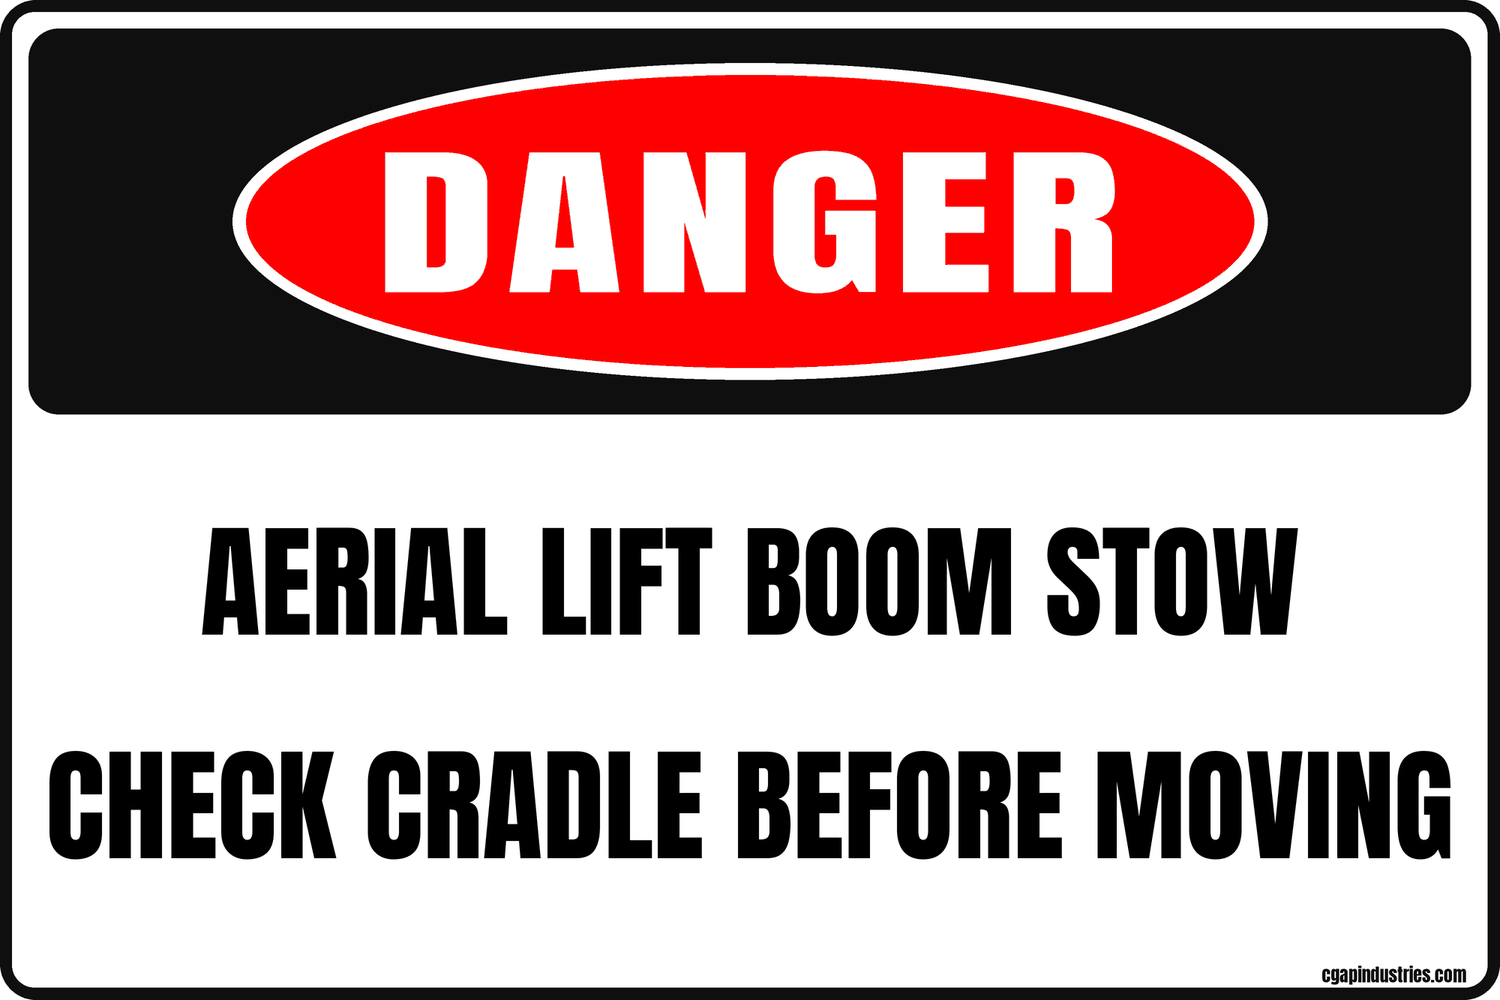 DANGER
AERIAL LIFT BOOM STOW
CHECK CRADLE BEFORE MOVING
cgapindustries.com